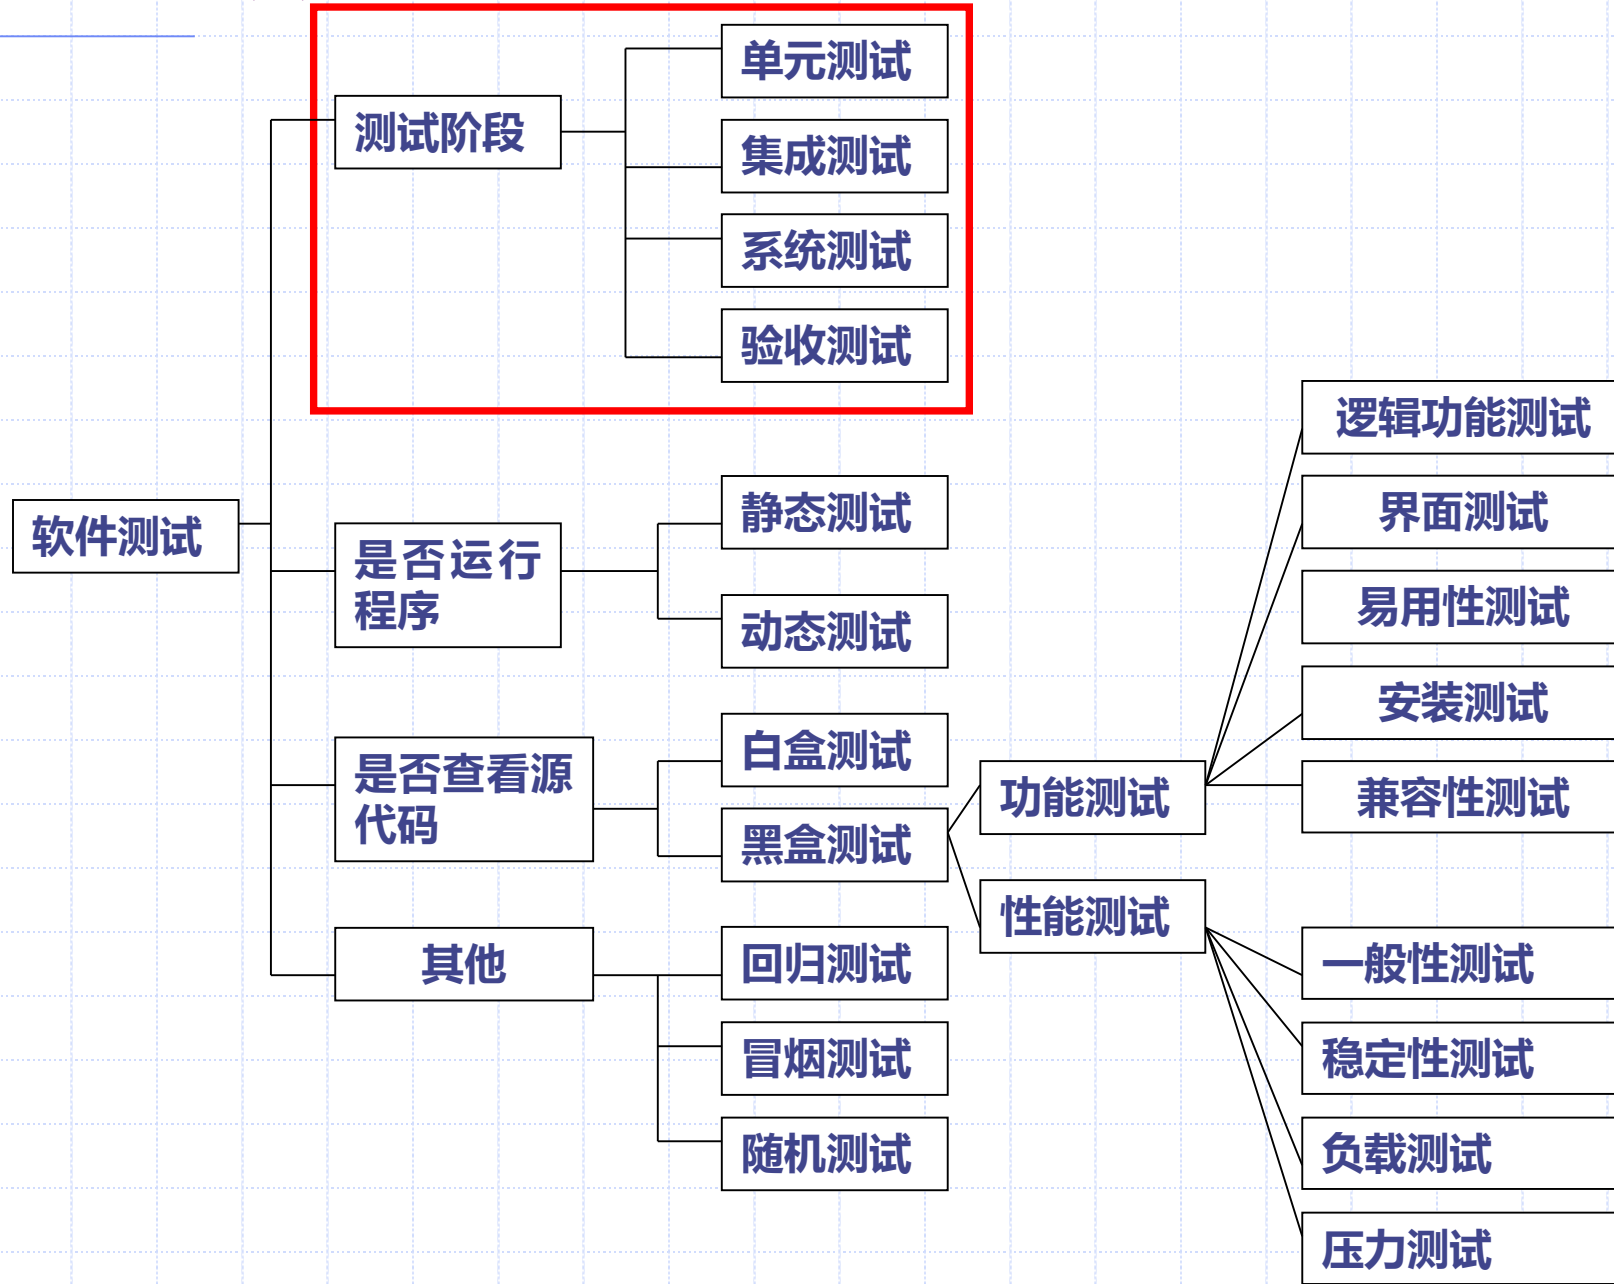 软件测试
测试阶段
单元测试
集成测试
系统测试
验收测试
是否运行
程序
静态测试
动态测试
是否查看源
代码
白盒测试
黑盒测试
功能测试
逻辑功能测试
界面测试
易用性测试
安装测试
兼容性测试
性能测试
一般性测试
稳定性测试
负载测试
压力测试
其他
回归测试
冒烟测试
随机测试